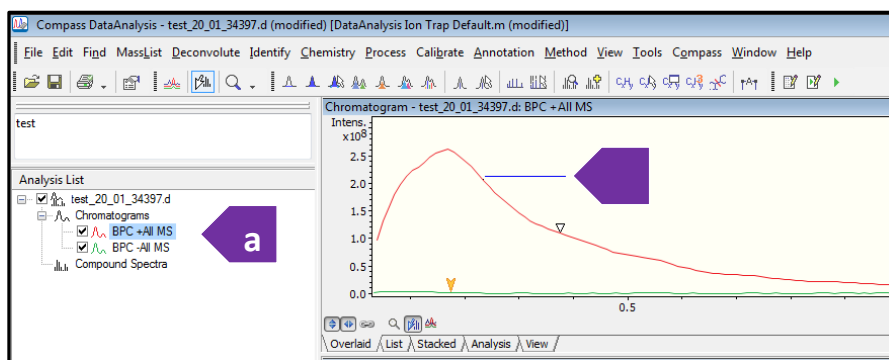 Compass DataAnalysis - test_20_01_34397.d (modified) [DataAnalysis Ion Trap Default.m (modified)]
File Edit Find MassList Deconvolute Identify Chemistry Process Calibrate Annotation Method View Tools Compass Window Help
test
Chromatogram - test_20_01_34397.d: BPC +All MS
Intens.
x10⁸
2.5
2.0
1.5
1.0
0.5
0.0
0.5
Analysis List
test_20_01_34397.d
Chromatograms
BPC +All MS
BPC -All MS
Compound Spectra
a
Overlaid List Stacked Analysis View